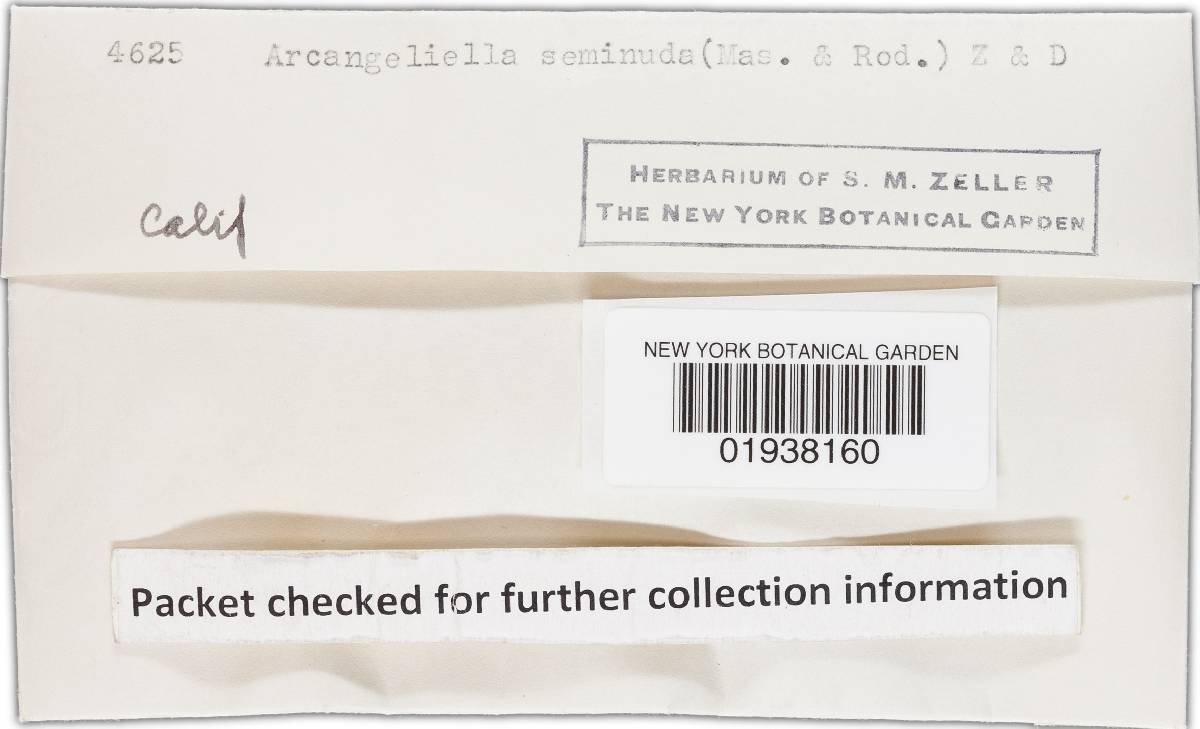 4625 Arcangeliella seminuda(Mas. & Rod.) Z & D
HERBARIUM OF S. M. ZELLER
THE NEW YORK BOTANICAL GARDEN
Calif
NEW YORK BOTANICAL GARDEN
01938160
Packet checked for further collection information